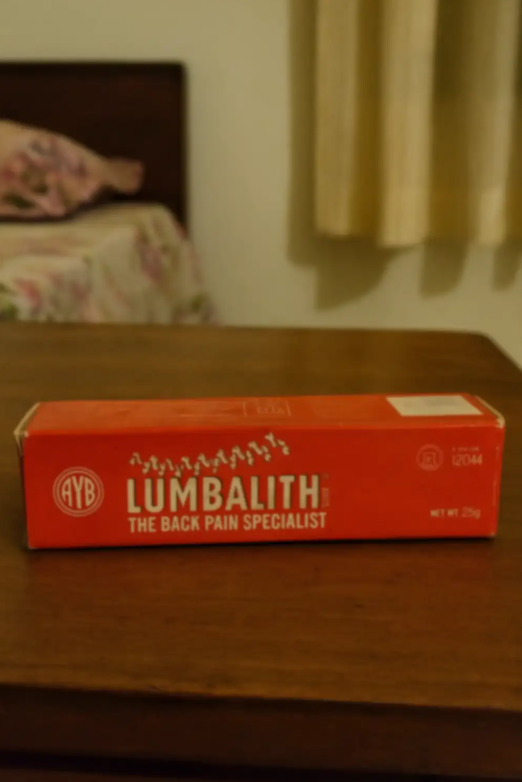 AYB
LUMBALITH
THE BACK PAIN SPECIALIST
12044
NET WT. 25g